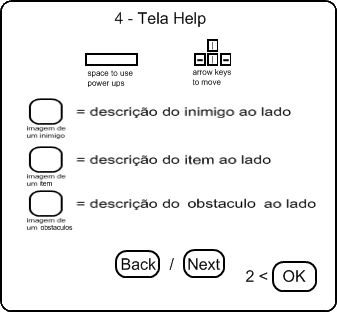 4 - Tela Help
space to use
power ups
arrow keys
to move
= descrição do inimigo ao lado
Imagem de
um inimigo
= descrição do item ao lado
Imagem de
um item
= descrição do obstaculo ao lado
Imagem de
um obstaculos
Back / Next
2 < OK